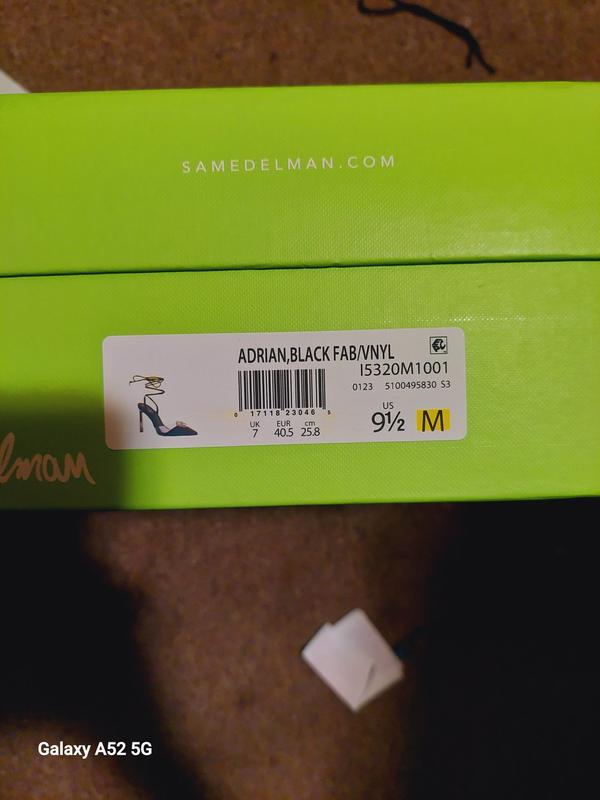 SAMEDELMAN.COM
ADRIAN,BLACK FAB/VNYL
I5320M1001
0123 5100495830 S3
0 17118 23046 5
US
9½ M
UK EUR cm
7 40.5 25.8
Galaxy A52 5G